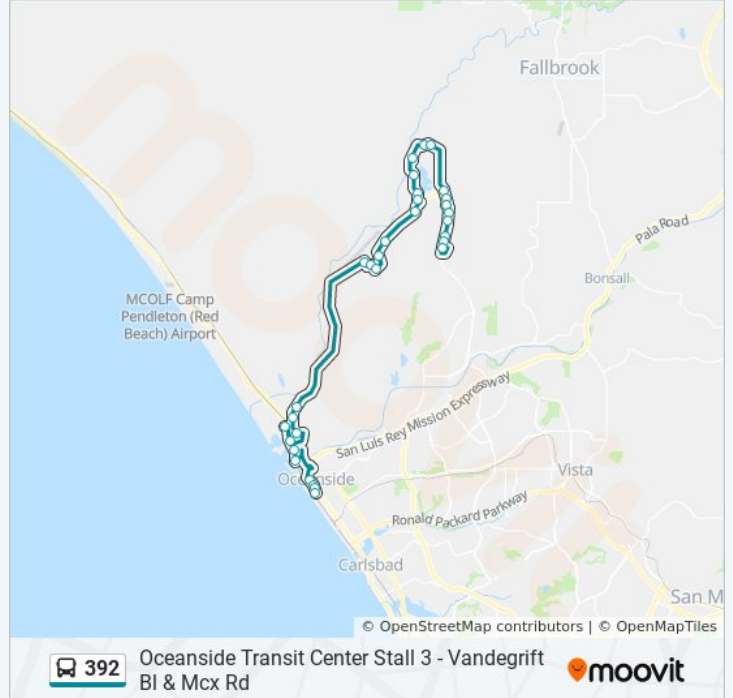 Fallbrook
Pala Road
Bonsall
MCOLF Camp
Pendleton (Red
Beach) Airport
San Luis Rey Mission Expressway
Oceanside
Vista
Ronald Packard Parkway
Carlsbad
San M
© OpenStreetMap contributors | © OpenMapTiles
392
Oceanside Transit Center Stall 3 - Vandegrift
Bl & Mcx Rd
moovit
moovit